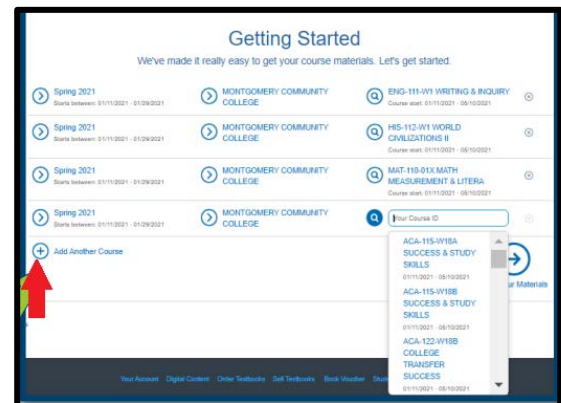 Getting Started
We've made it really easy to get your course materials. Let's get started.
Spring 2021
Starts between: 01/11/2021 - 01/29/2021
MONTGOMERY COMMUNITY
COLLEGE
ENG-111-W1 WRITING & INQUIRY
Course start: 01/11/2021 - 05/10/2021
Spring 2021
Starts between: 01/11/2021 - 01/29/2021
MONTGOMERY COMMUNITY
COLLEGE
HIS-112-W1 WORLD
CIVILIZATIONS II
Course start: 01/11/2021 - 05/10/2021
Spring 2021
Starts between: 01/11/2021 - 01/29/2021
MONTGOMERY COMMUNITY
COLLEGE
MAT-110-01X MATH
MEASUREMENT & LITERA
Course start: 01/11/2021 - 05/10/2021
Spring 2021
Starts between: 01/11/2021 - 01/29/2021
MONTGOMERY COMMUNITY
COLLEGE
Your Course ID
Add Another Course
ACA-115-W18A
SUCCESS & STUDY
SKILLS
01/11/2021 - 05/10/2021
ACA-115-W18B
SUCCESS & STUDY
SKILLS
01/11/2021 - 05/10/2021
ACA-122-W18B
COLLEGE
TRANSFER
SUCCESS
01/11/2021 - 05/10/2021
ur Materials
Your Account Digital Content Order Textbooks Sell Textbooks Book Voucher